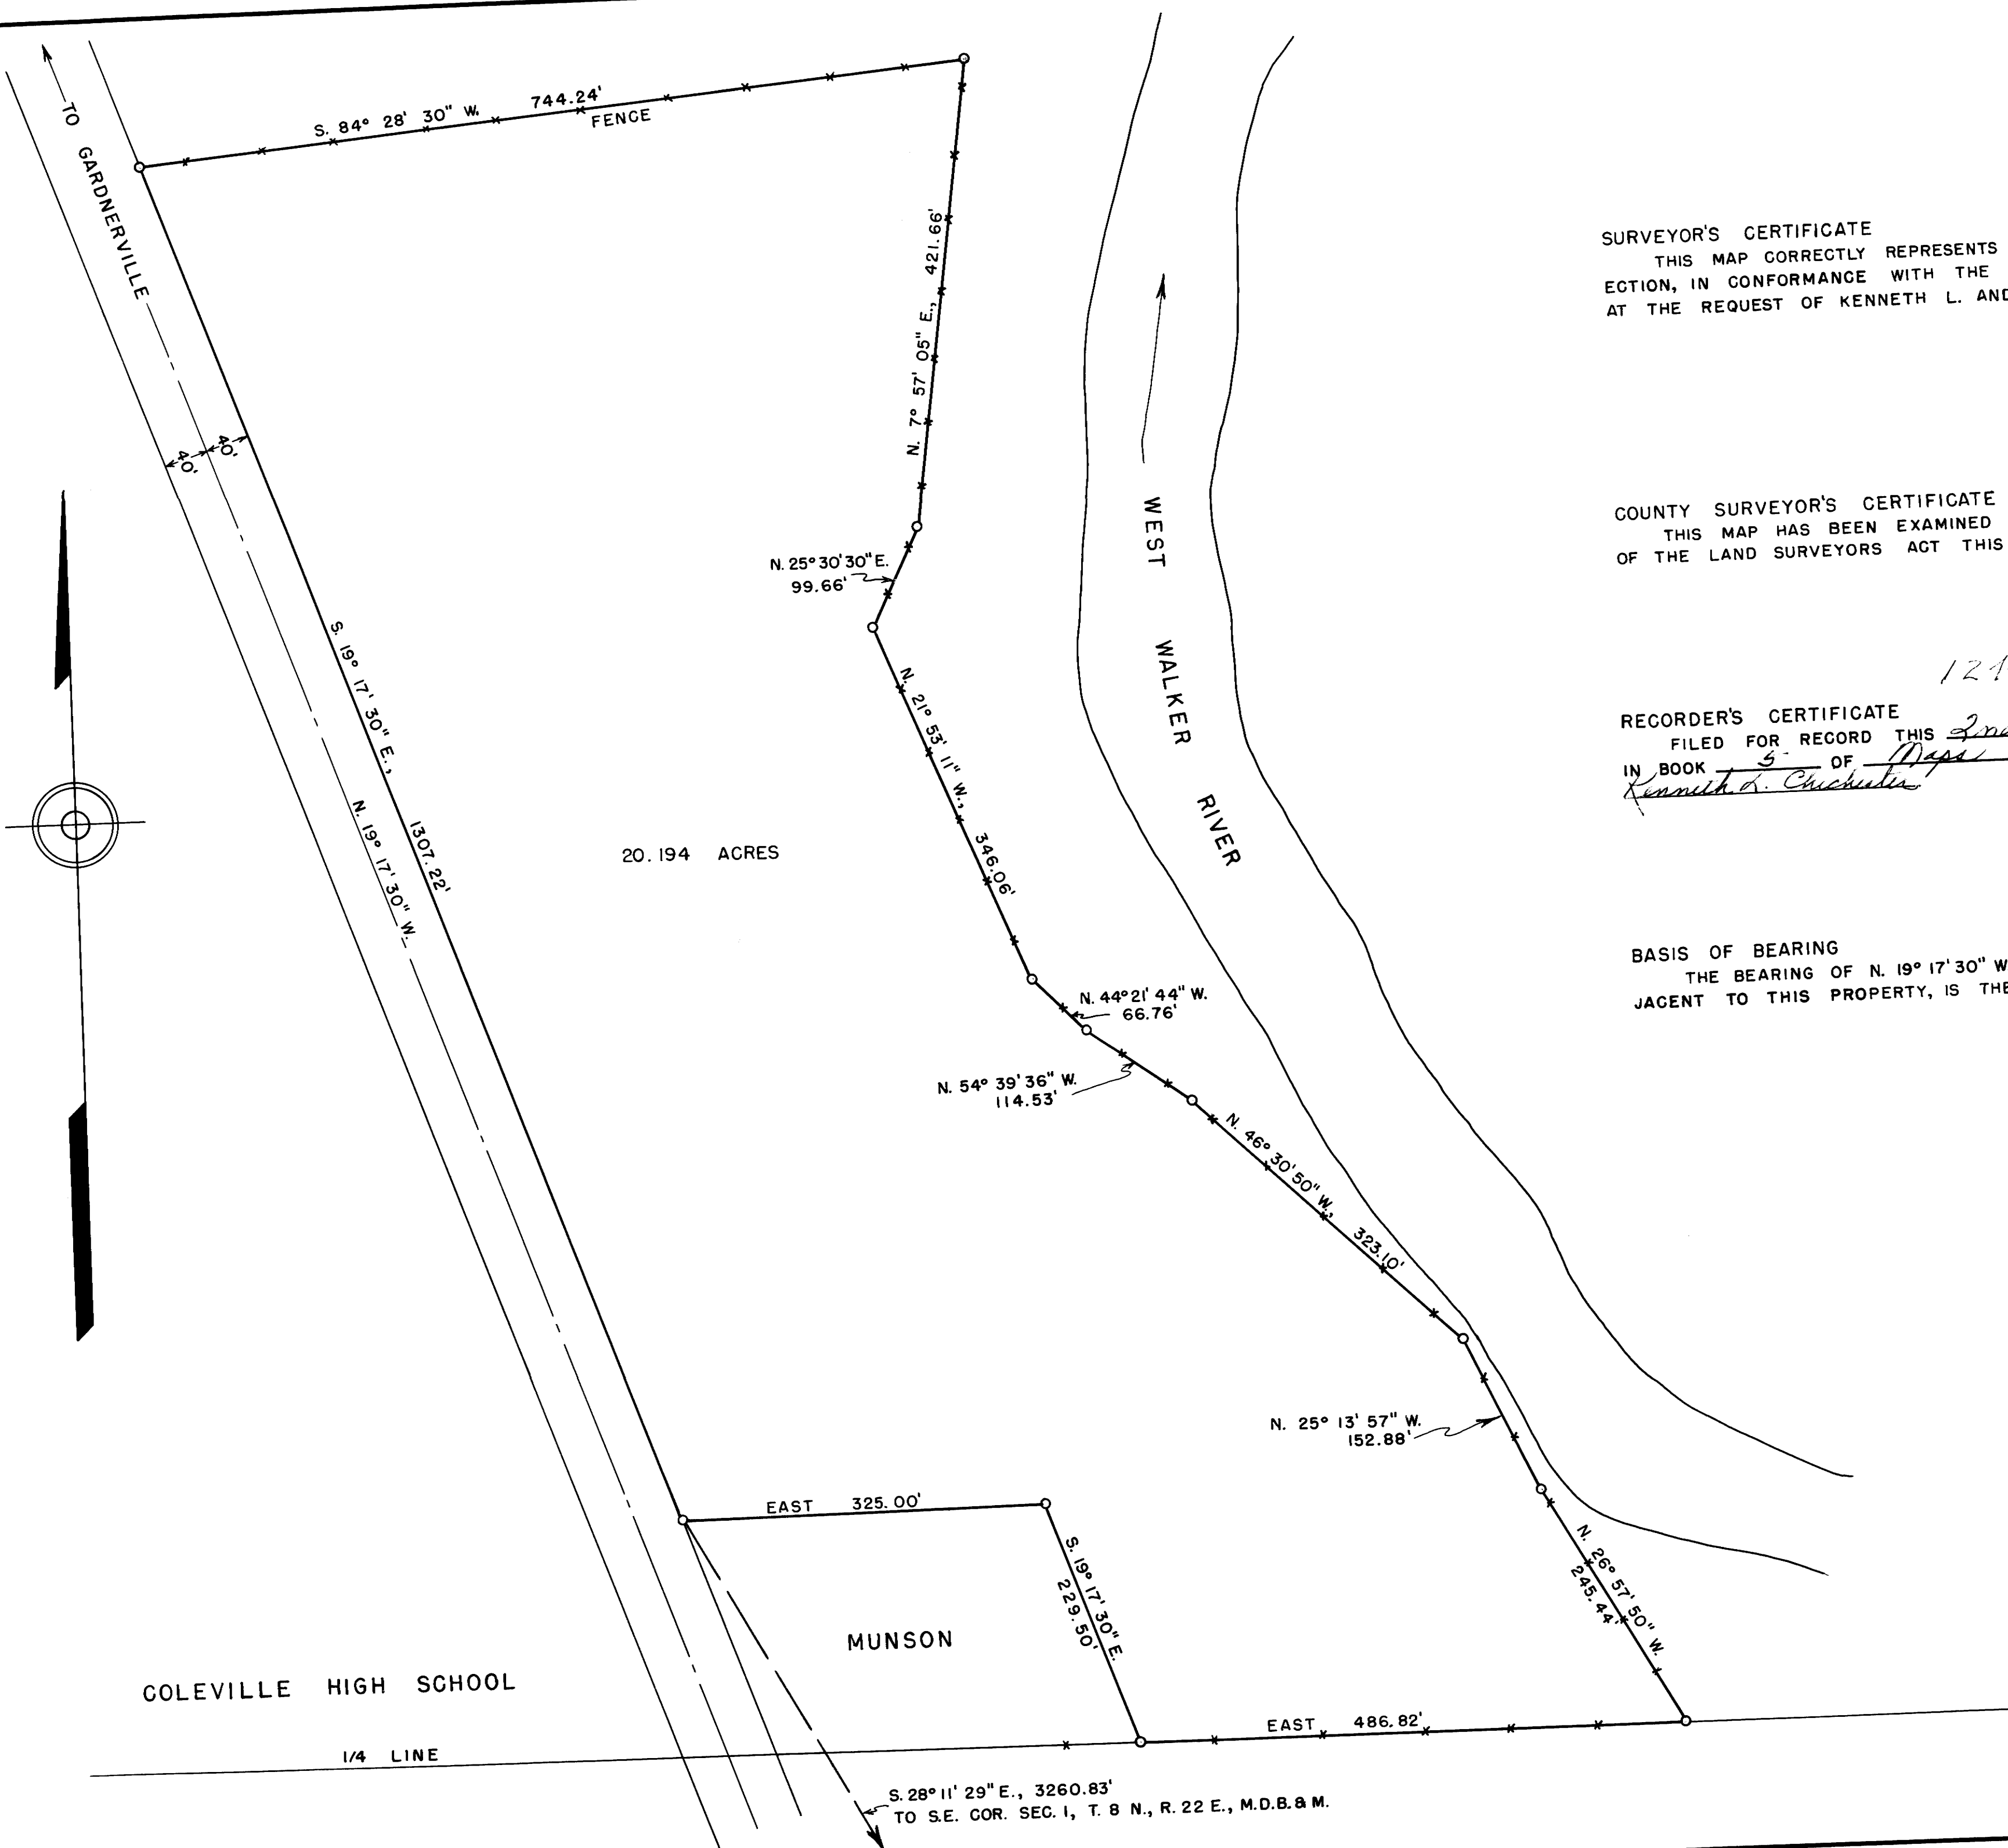 TO GARDNERVILLE
S. 84° 28' 30" W. 744.24'
FENCE
N. 7° 57' 05" E., 421.66'
40'
40'
N. 25° 30' 30" E.
99.66'
S. 19° 17' 30" E., 1307.22'
N. 19° 17' 30" W.
N. 21° 53' 11" W., 346.06'
20.194 ACRES
WEST WALKER RIVER
N. 44° 21' 44" W.
66.76'
N. 54° 39' 36" W.
114.53'
N. 46° 30' 50" W., 323.10'
N. 25° 13' 57" W.
152.88'
N. 26° 57' 50" W.
245.44'
EAST 325.00'
S. 19° 17' 30" E.
229.50'
MUNSON
COLEVILLE HIGH SCHOOL
EAST 486.82'
1/4 LINE
S. 28° 11' 29" E., 3260.83'
TO S.E. COR. SEC. 1, T. 8 N., R. 22 E., M.D.B. & M.
SURVEYOR'S CERTIFICATE
THIS MAP CORRECTLY REPRESENTS
ECTION, IN CONFORMANCE WITH THE
AT THE REQUEST OF KENNETH L. AND
COUNTY SURVEYOR'S CERTIFICATE
THIS MAP HAS BEEN EXAMINED
OF THE LAND SURVEYORS ACT THIS
RECORDER'S CERTIFICATE
FILED FOR RECORD THIS 2nd
IN BOOK 5 OF Maps
Kenneth L. Chichester
BASIS OF BEARING
THE BEARING OF N. 19° 17' 30" W
JACENT TO THIS PROPERTY, IS THE